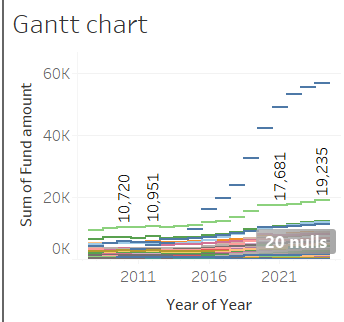 Gantt chart
Sum of Fund amount
60K
40K
20K
0K
10,720
10,951
17,681
19,235
20 nulls
2011
2016
2021
Year of Year